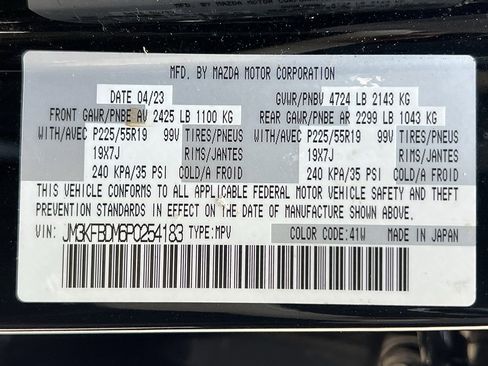 MFD. BY MAZDA MOTOR CORPORATION
DATE 04/23 GVWR/PNBV 4724 LB 2143 KG
FRONT GAWR/PNBE AV 2425 LB 1100 KG REAR GAWR/PNBE AR 2299 LB 1043 KG
WITH/AVEC P225/55R19 99V TIRES/PNEUS WITH/AVEC P225/55R19 99V TIRES/PNEUS
19X7J RIMS/JANTES 19X7J RIMS/JANTES
240 KPA/35 PSI COLD/A FROID 240 KPA/35 PSI COLD/A FROID
THIS VEHICLE CONFORMS TO ALL APPLICABLE FEDERAL MOTOR VEHICLE SAFETY AND THEFT
PREVENTION STANDARDS IN EFFECT ON THE DATE OF MANUFACTURE SHOWN ABOVE.
VIN: JM3KFBDM6P0254183 TYPE:MPV COLOR CODE:41W MADE IN JAPAN